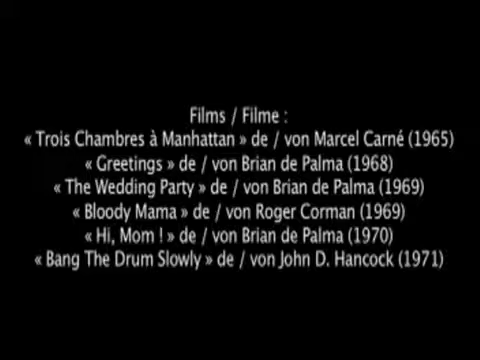 Films / Filme :
« Trois Chambres à Manhattan » de / von Marcel Carné (1965)
« Greetings » de / von Brian de Palma (1968)
« The Wedding Party » de / von Brian de Palma (1969)
« Bloody Mama » de / von Roger Corman (1969)
« Hi, Mom ! » de / von Brian de Palma (1970)
« Bang The Drum Slowly » de / von John D. Hancock (1971)